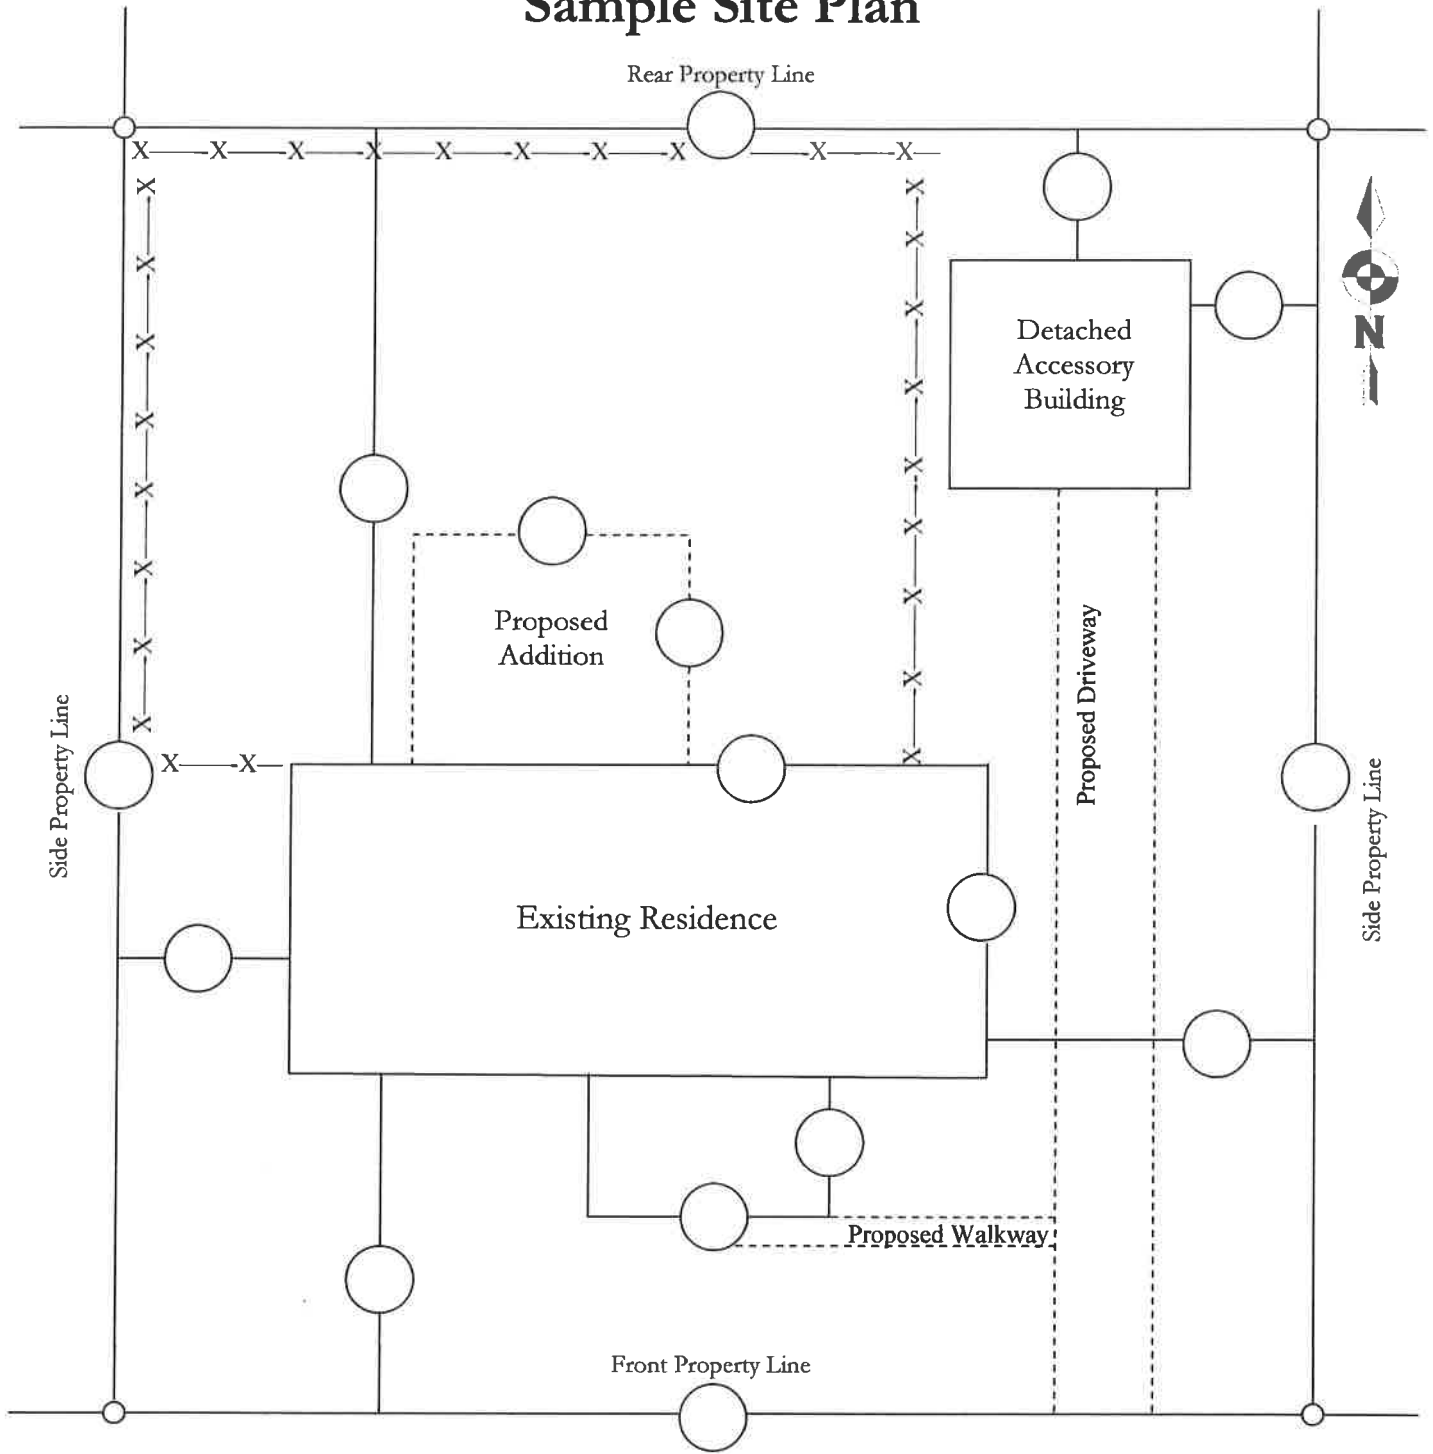 Sample Site Plan
Rear Property Line
X X X X X X X X X X
X X
X X
X X
N
Detached
Accessory
Building
X X
X X
X X
X X
Proposed
Addition
Proposed Driveway
X X
X
Side Property Line
X X X
Side Property Line
Existing Residence
Proposed Walkway
Front Property Line